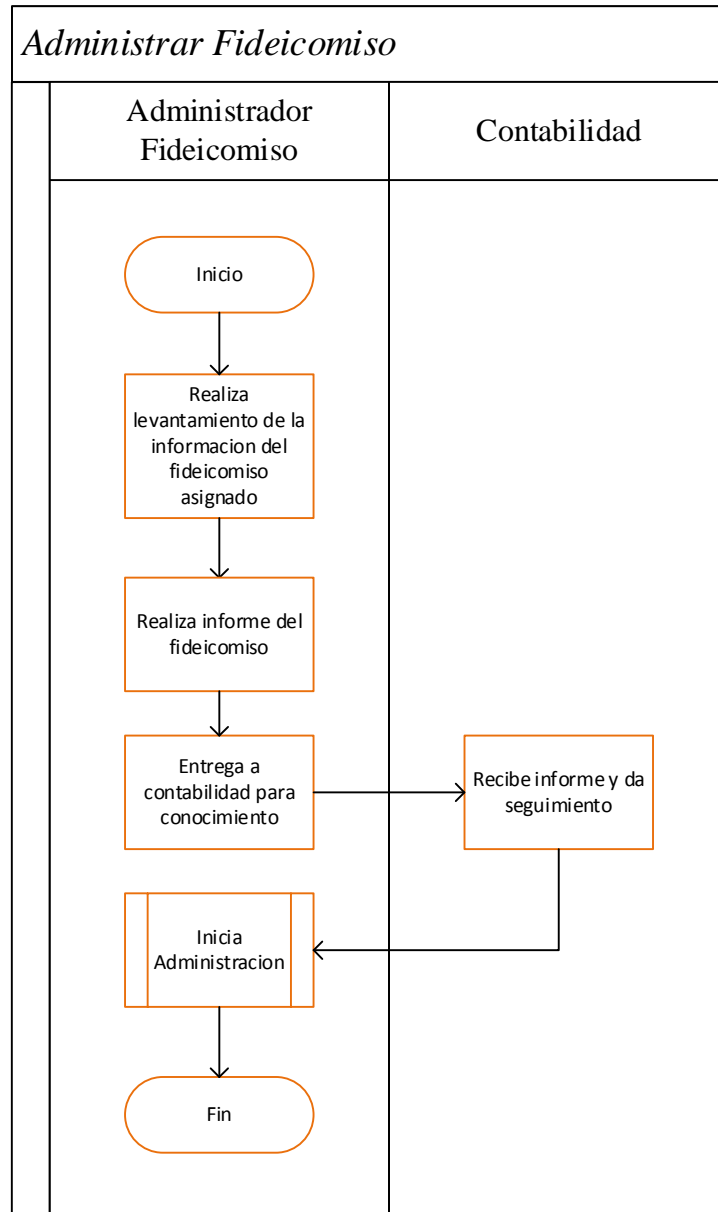 Administrar Fideicomiso
Administrador
Fideicomiso
Contabilidad
Inicio
Realiza
levantamiento de la
informacion del
fideicomiso
asignado
Realiza informe del
fideicomiso
Entrega a
contabilidad para
conocimiento
Recibe informe y da
seguimiento
Inicia
Administracion
Fin